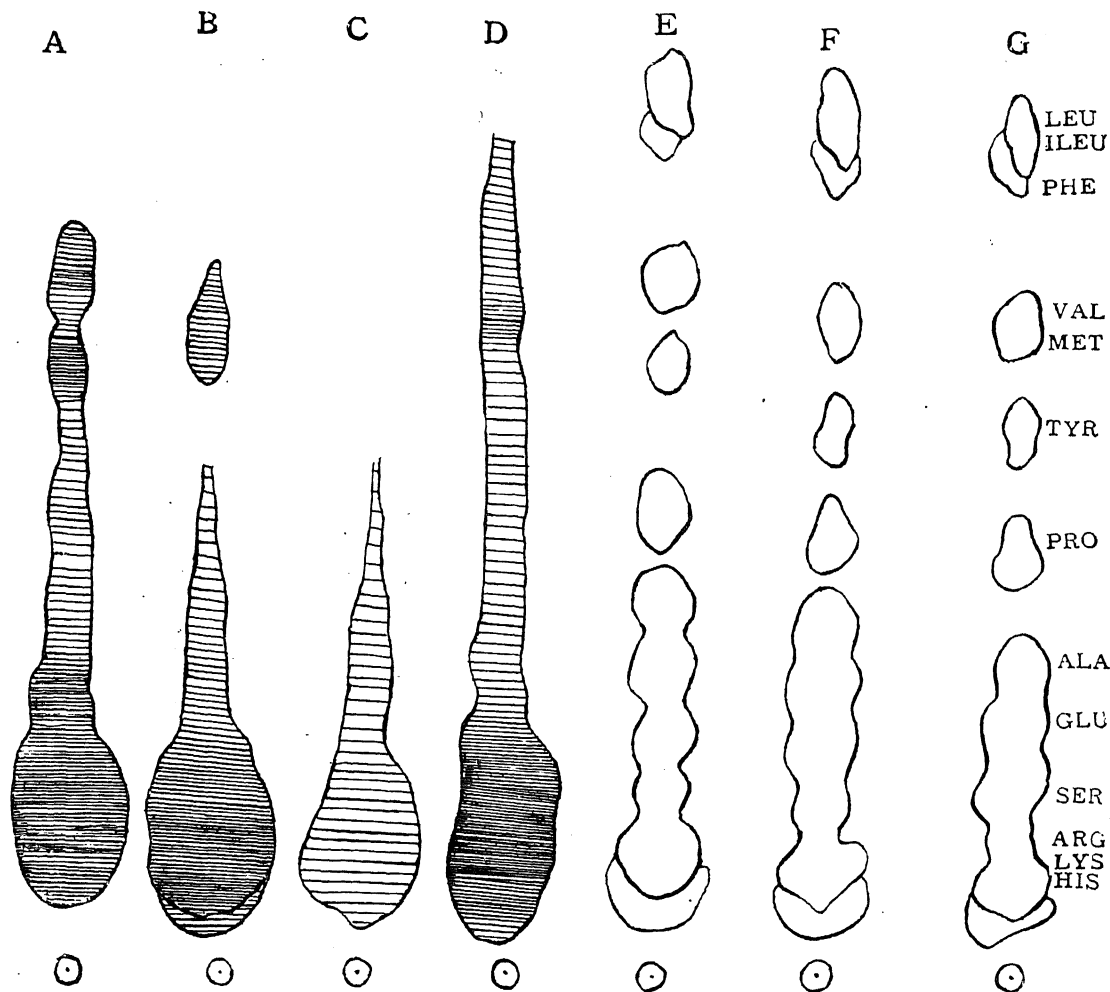 A B C D E F G
LEU
ILEU
PHE
VAL
MET
TYR
PRO
ALA
GLU
SER
ARG
LYS
HIS